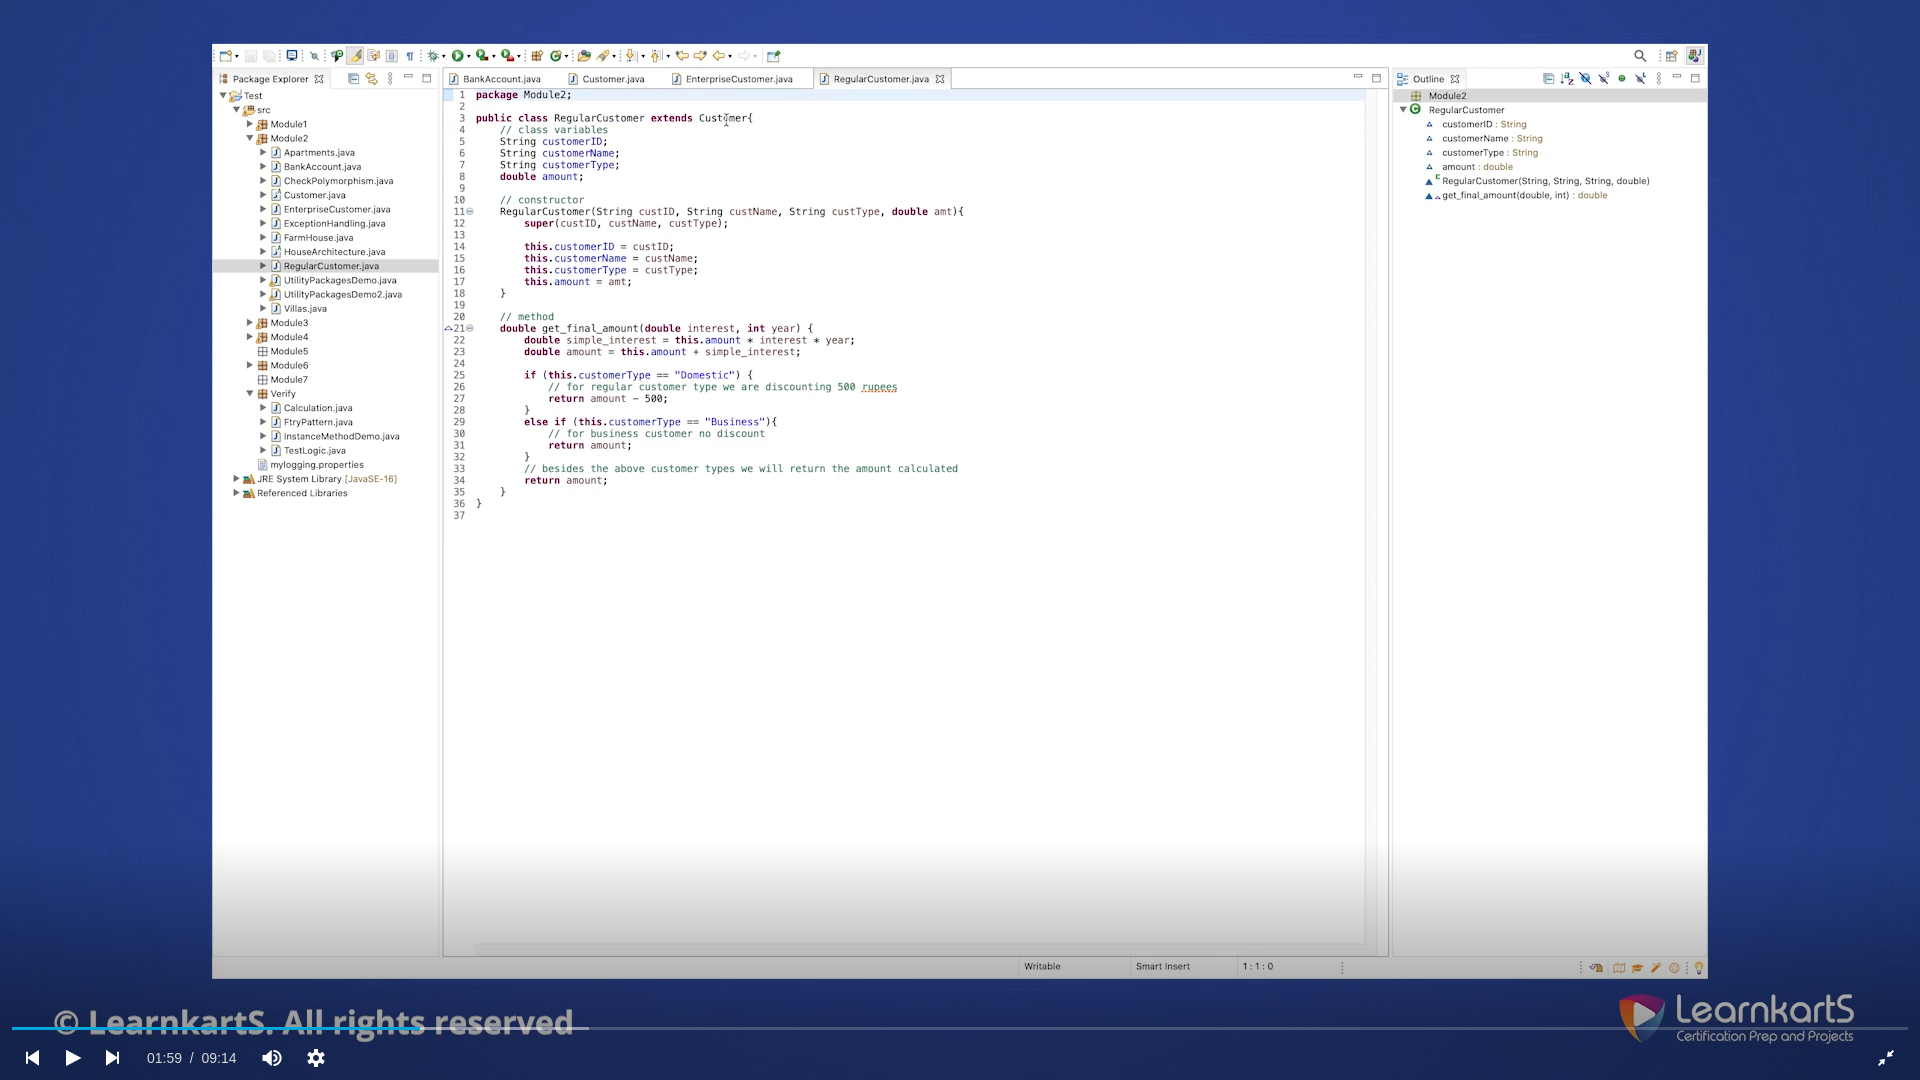 Package Explorer
Test
src
Module1
Module2
Apartments.java
BankAccount.java
CheckPolymorphism.java
Customer.java
EnterpriseCustomer.java
ExceptionHandling.java
FarmHouse.java
HouseArchitecture.java
RegularCustomer.java
UtilityPackagesDemo.java
UtilityPackagesDemo2.java
Villas.java
Module3
Module4
Module5
Module6
Module7
Verify
Calculation.java
FtryPattern.java
InstanceMethodDemo.java
TestLogic.java
mylogging.properties
JRE System Library [JavaSE-16]
Referenced Libraries
BankAccount.java Customer.java EnterpriseCustomer.java RegularCustomer.java
1 package Module2;
2
3 public class RegularCustomer extends Customer{
4 // class variables
5 String customerID;
6 String customerName;
7 String customerType;
8 double amount;
9
10 // constructor
11 RegularCustomer(String custID, String custName, String custType, double amt){
12 super(custID, custName, custType);
13
14 this.customerID = custID;
15 this.customerName = custName;
16 this.customerType = custType;
17 this.amount = amt;
18 }
19
20 // method
21 double get_final_amount(double interest, int year) {
22 double simple_interest = this.amount * interest * year;
23 double amount = this.amount + simple_interest;
24
25 if (this.customerType == "Domestic") {
26 // for regular customer type we are discounting 500 rupees
27 return amount - 500;
28 }
29 else if (this.customerType == "Business"){
30 // for business customer no discount
31 return amount;
32 }
33 // besides the above customer types we will return the amount calculated
34 return amount;
35 }
36 }
37
Outline
Module2
RegularCustomer
customerID : String
customerName : String
customerType : String
amount : double
RegularCustomer(String, String, String, double)
get_final_amount(double, int) : double
Writable Smart Insert 1 : 1 : 0
© LearnkartS. All rights reserved
LearnkartS
Certification Prep and Projects
01:59 / 09:14